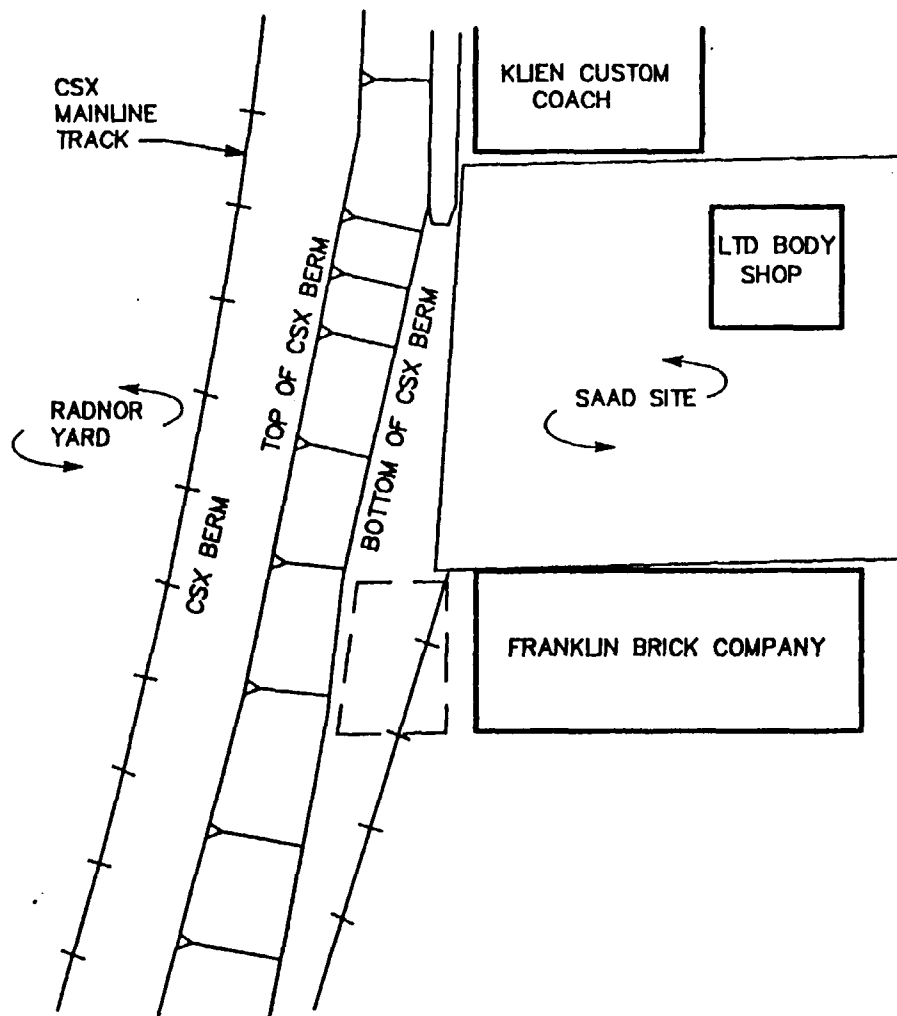 KLIEN CUSTOM
COACH
CSX
MAINLINE
TRACK
LTD BODY
SHOP
TOP OF CSX BERM
BOTTOM OF CSX BERM
SAAD SITE
RADNOR
YARD
CSX BERM
FRANKLIN BRICK COMPANY